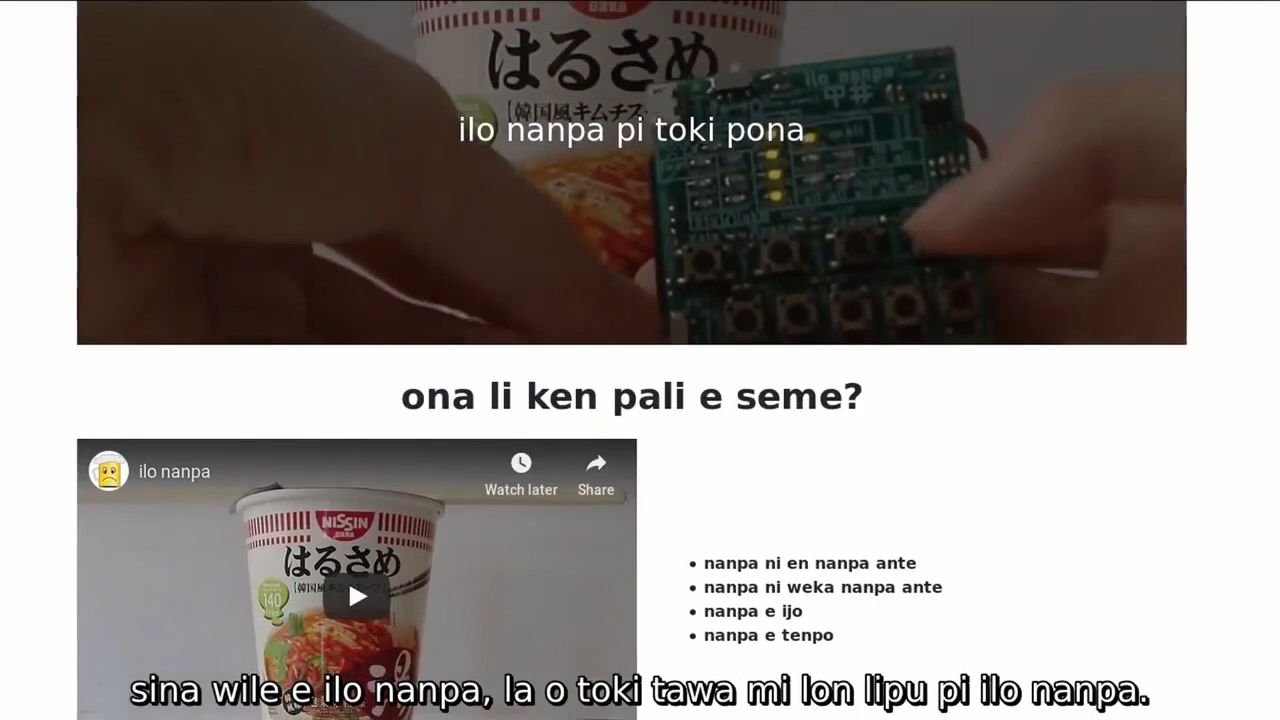 はるさめ
ilo nanpa
ilo nanpa pi toki pona
ona li ken pali e seme?
ilo nanpa
Watch later
Share
NISSIN
はるさめ
140
• nanpa ni en nanpa ante
• nanpa ni weka nanpa ante
• nanpa e ijo
• nanpa e tenpo
sina wile e ilo nanpa, la o toki tawa mi lon lipu pi ilo nanpa.